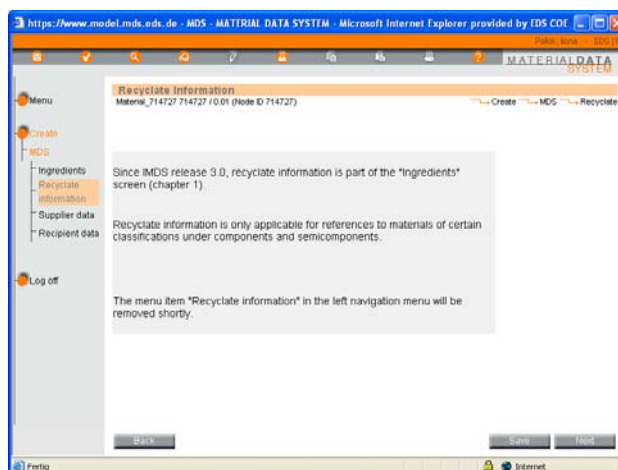 https://www.model.mds.eds.de - MDS - MATERIAL DATA SYSTEM - Microsoft Internet Explorer provided by EDS COE
Polok, Ilona - EDS [1
MATERIALDATA
SYSTEM
Menu
Recyclate Information
Material_714727 714727 / 0.01 (Node ID 714727)
Create MDS Recyclate
Create
MDS
Ingredients
Recyclate
information
Supplier data
Recipient data
Log off
Since IMDS release 3.0, recyclate information is part of the "Ingredients"
screen (chapter 1).
Recyclate information is only applicable for references to materials of certain
classifications under components and semicomponents.
The menu item "Recyclate information" in the left navigation menu will be
removed shortly.
Back
Save
Next
Fertig
Internet